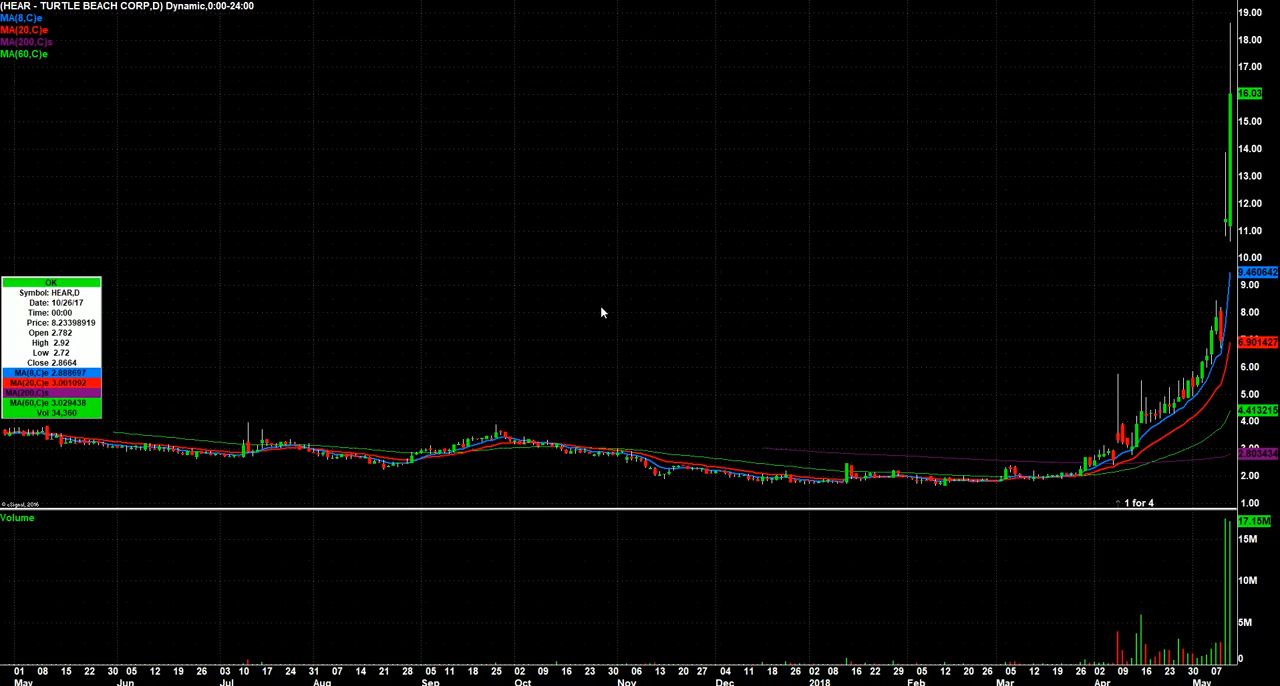 (HEAR - TURTLE BEACH CORP,D) Dynamic,0:00-24:00
MA(8,C)e
MA(20,C)e
MA(200,C)s
MA(60,C)e
19.00
18.00
17.00
16.03
15.00
14.00
13.00
12.00
11.00
10.00
9.460642
9.00
8.00
6.901427
6.00
5.00
4.413215
4.00
3.00
2.803434
2.00
1.00
OK
Symbol: HEAR,D
Date: 10/26/17
Time: 00:00
Price: 8.23398919
Open 2.782
High 2.92
Low 2.72
Close 2.8664
MA(8,C)e 2.888697
MA(20,C)e 3.001092
MA(200,C)s
MA(60,C)e 3.029438
Vol 34,360
© eSignal, 2016
1 for 4
Volume
17.15M
15M
10M
5M
0
01 08 15 22 30 05 12 19 26 03 10 17 24 31 07 14 21 28 05 11 18 25 02 09 16 23 30 06 13 20 27 04 11 18 26 02 08 16 22 29 05 12 20 26 05 12 19 26 02 09 16 23 30 07
May Jun Jul Aug Sep Oct Nov Dec 2018 Feb Mar Apr May